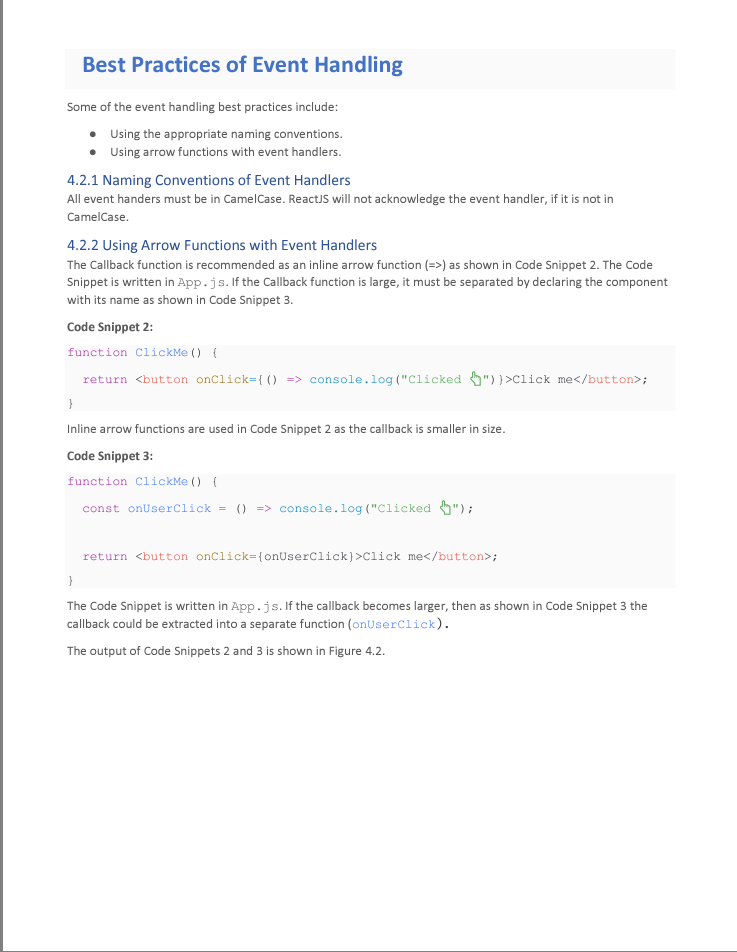 Best Practices of Event Handling
Some of the event handling best practices include:
● Using the appropriate naming conventions.
● Using arrow functions with event handlers.
4.2.1 Naming Conventions of Event Handlers
All event handers must be in CamelCase. ReactJS will not acknowledge the event handler, if it is not in
CamelCase.
4.2.2 Using Arrow Functions with Event Handlers
The Callback function is recommended as an inline arrow function (=>) as shown in Code Snippet 2. The Code
Snippet is written in App.js. If the Callback function is large, it must be separated by declaring the component
with its name as shown in Code Snippet 3.
Code Snippet 2:
function ClickMe() {
return <button onClick={() => console.log("Clicked 👆")}>Click me</button>;
}
Inline arrow functions are used in Code Snippet 2 as the callback is smaller in size.
Code Snippet 3:
function ClickMe() {
const onUserClick = () => console.log("Clicked 👆");
return <button onClick={onUserClick}>Click me</button>;
}
The Code Snippet is written in App.js. If the callback becomes larger, then as shown in Code Snippet 3 the
callback could be extracted into a separate function (onUserClick).
The output of Code Snippets 2 and 3 is shown in Figure 4.2.